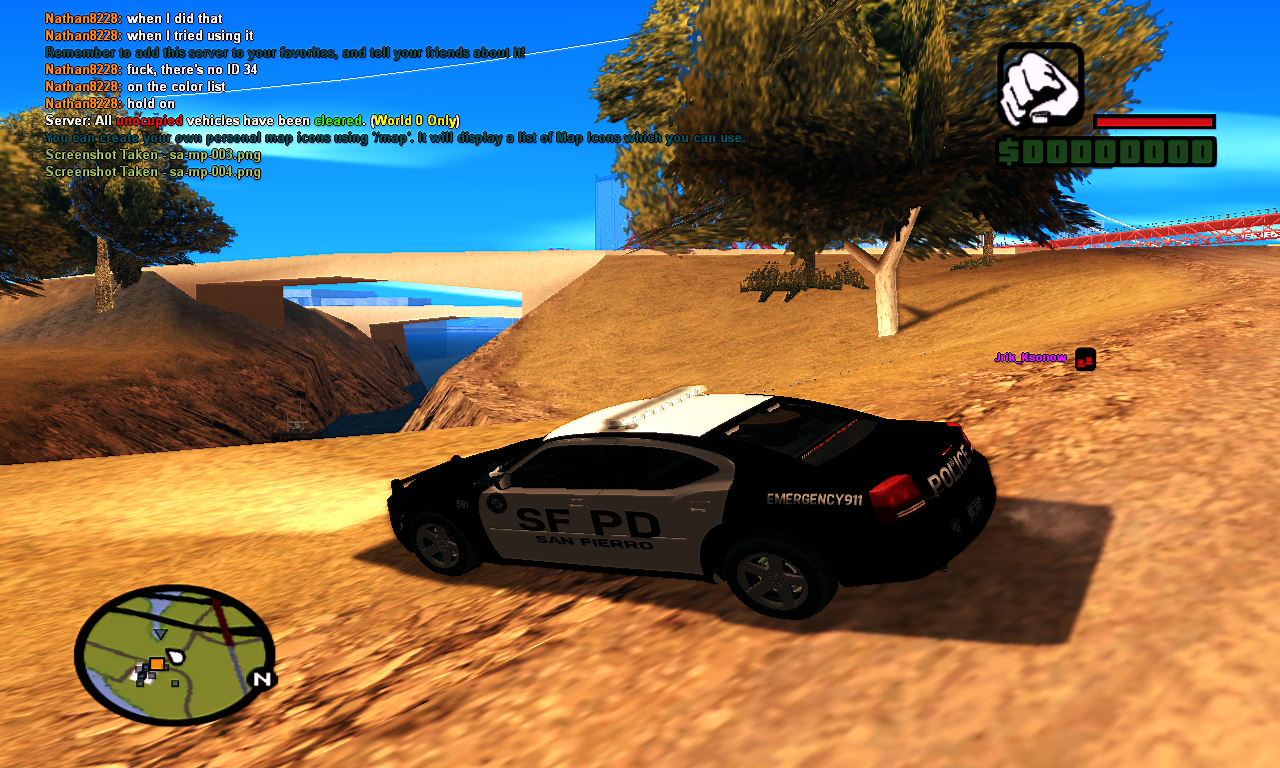 Nathan8228: when I did that
Nathan8228: when I tried using it
Remember to add this server to your favorites, and tell your friends about it!
Nathan8228: fuck, there's no ID 34
Nathan8228: on the color list
Nathan8228: hold on
Server: All unocupied vehicles have been cleared. (World 0 Only)
You can create your own personal map icons using '/map'. It will display a list of Map Icons which you can use.
Screenshot Taken - sa-mp-003.png
Screenshot Taken - sa-mp-004.png
$00000000
Jrik_Ksonow
POLICE
EMERGENCY911
581
SF PD
SAN FIERRO
N